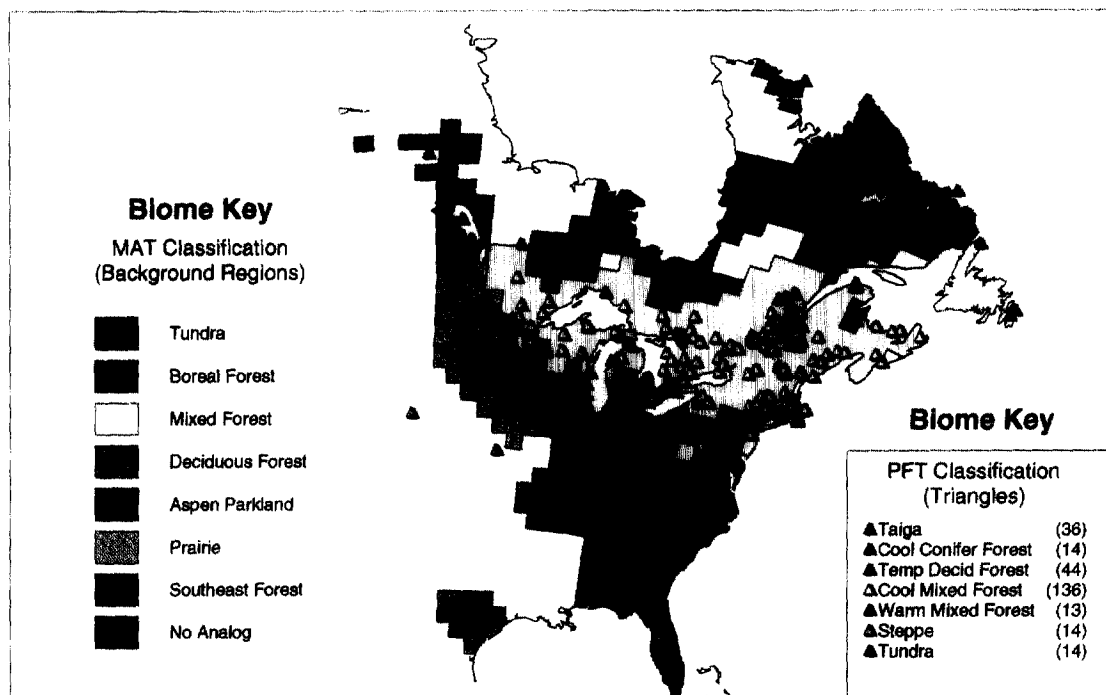 Biome Key
MAT Classification
(Background Regions)
Tundra
Boreal Forest
Mixed Forest
Deciduous Forest
Aspen Parkland
Prairie
Southeast Forest
No Analog
Biome Key
PFT Classification
(Triangles)
Taiga (36)
Cool Conifer Forest (14)
Temp Decid Forest (44)
Cool Mixed Forest (136)
Warm Mixed Forest (13)
Steppe (14)
Tundra (14)